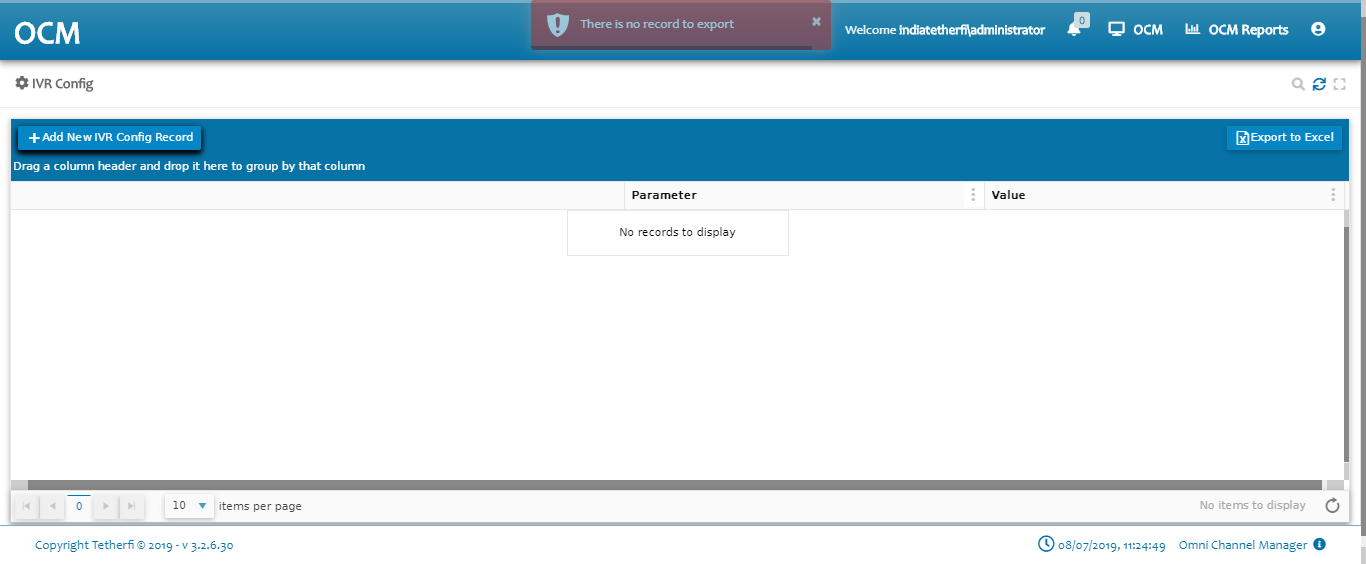 OCM
There is no record to export
Welcome indiatetherfi\administrator
0
OCM
OCM Reports
IVR Config
Add New IVR Config Record
Export to Excel
Drag a column header and drop it here to group by that column
Parameter
Value
No records to display
0
10
items per page
No items to display
Copyright Tetherfi © 2019 - v 3.2.6.30
08/07/2019, 11:24:49
Omni Channel Manager